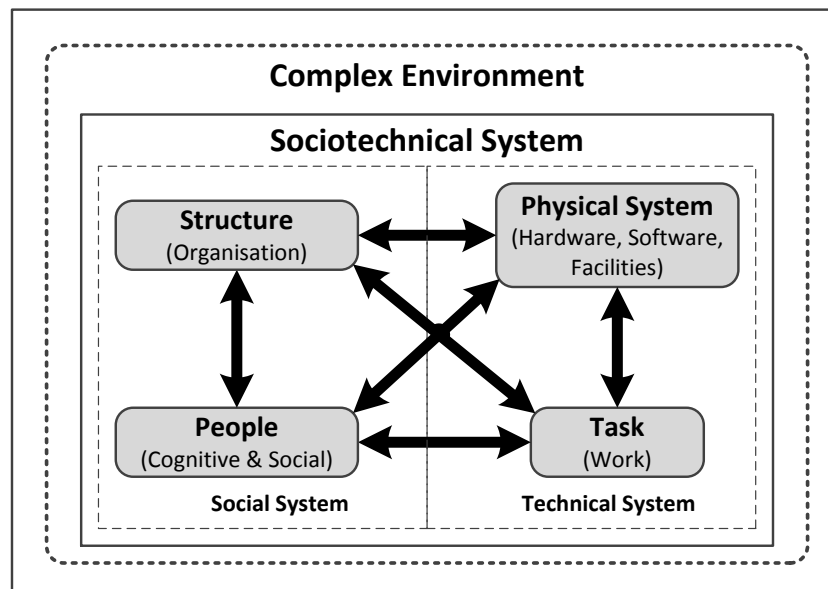 Complex Environment
Sociotechnical System
Structure
(Organisation)
Physical System
(Hardware, Software,
Facilities)
People
(Cognitive & Social)
Task
(Work)
Social System
Technical System